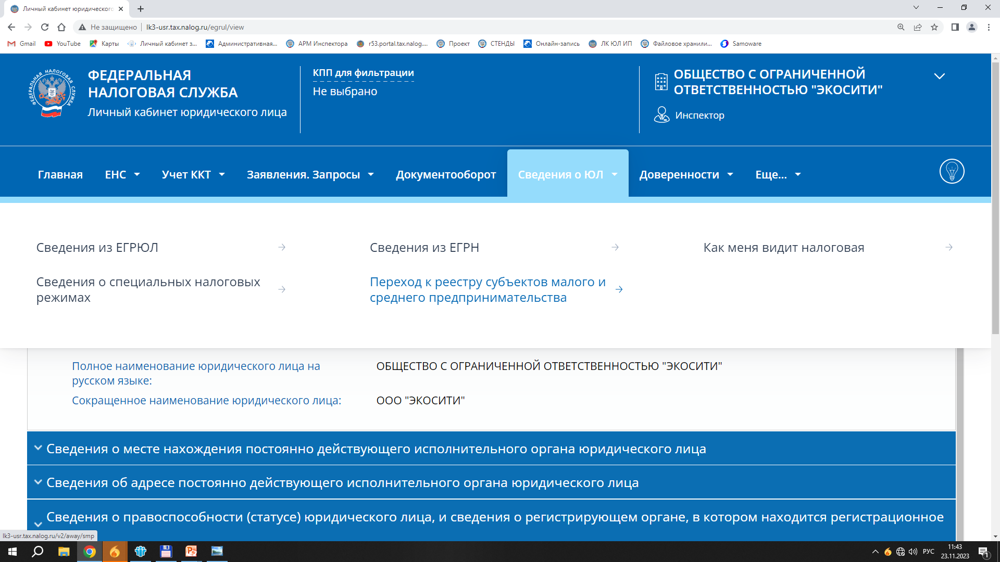 Личный кабинет юридического
Не защищено
lk3-usr.tax.nalog.ru/egrul/view
Gmail
YouTube
Карты
Личный кабинет з...
Административная...
АРМ Инспектора
r53.portal.tax.nalog....
Проект
СТЕНДЫ
Онлайн-запись
ЛК ЮЛ ИП
Файловое хранили...
Samoware
ФЕДЕРАЛЬНАЯ НАЛОГОВАЯ СЛУЖБА
ФЕДЕРАЛЬНАЯ
НАЛОГОВАЯ СЛУЖБА
Личный кабинет юридического лица
КПП для фильтрации
Не выбрано
ОБЩЕСТВО С ОГРАНИЧЕННОЙ
ОТВЕТСТВЕННОСТЬЮ "ЭКОСИТИ"
Инспектор
Главная
ЕНС
Учет ККТ
Заявления. Запросы
Документооборот
Сведения о ЮЛ
Доверенности
Еще...
Сведения из ЕГРЮЛ
Сведения из ЕГРН
Как меня видит налоговая
Сведения о специальных налоговых
режимах
Переход к реестру субъектов малого и
среднего предпринимательства
Полное наименование юридического лица на
русском языке:
ОБЩЕСТВО С ОГРАНИЧЕННОЙ ОТВЕТСТВЕННОСТЬЮ "ЭКОСИТИ"
Сокращенное наименование юридического лица:
ООО "ЭКОСИТИ"
Сведения о месте нахождения постоянно действующего исполнительного органа юридического лица
Сведения об адресе постоянно действующего исполнительного органа юридического лица
Сведения о правоспособности (статусе) юридического лица, и сведения о регистрирующем органе, в котором находится регистрационное
lk3-usr.tax.nalog.ru/v2/away/smp
РУС
11:43
23.11.2023
1